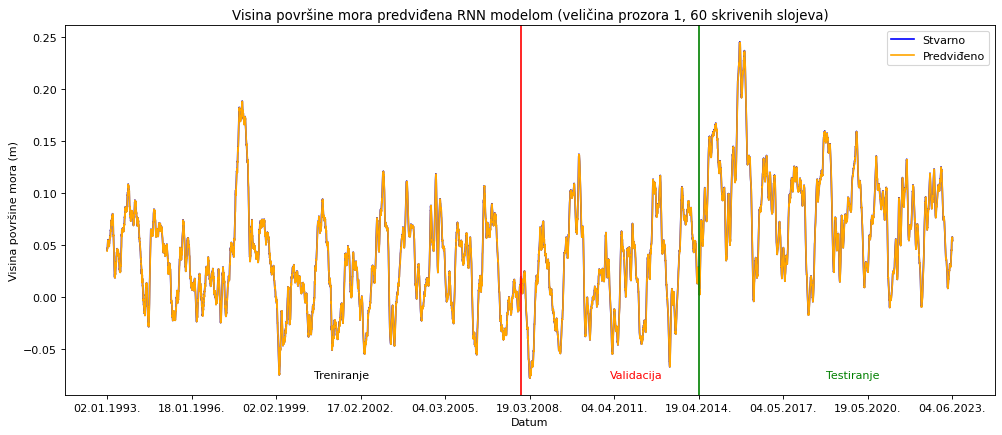 Visina površine mora predviđena RNN modelom (veličina prozora 1, 60 skrivenih slojeva)
Stvarno
Predviđeno
Visina površine mora (m)
0.25
0.20
0.15
0.10
0.05
0.00
−0.05
Treniranje
Validacija
Testiranje
02.01.1993.
18.01.1996.
02.02.1999.
17.02.2002.
04.03.2005.
19.03.2008.
04.04.2011.
19.04.2014.
04.05.2017.
19.05.2020.
04.06.2023.
Datum